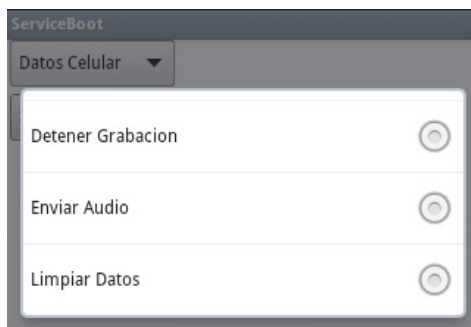 ServiceBoot
Datos Celular
Detener Grabacion
Enviar Audio
Limpiar Datos